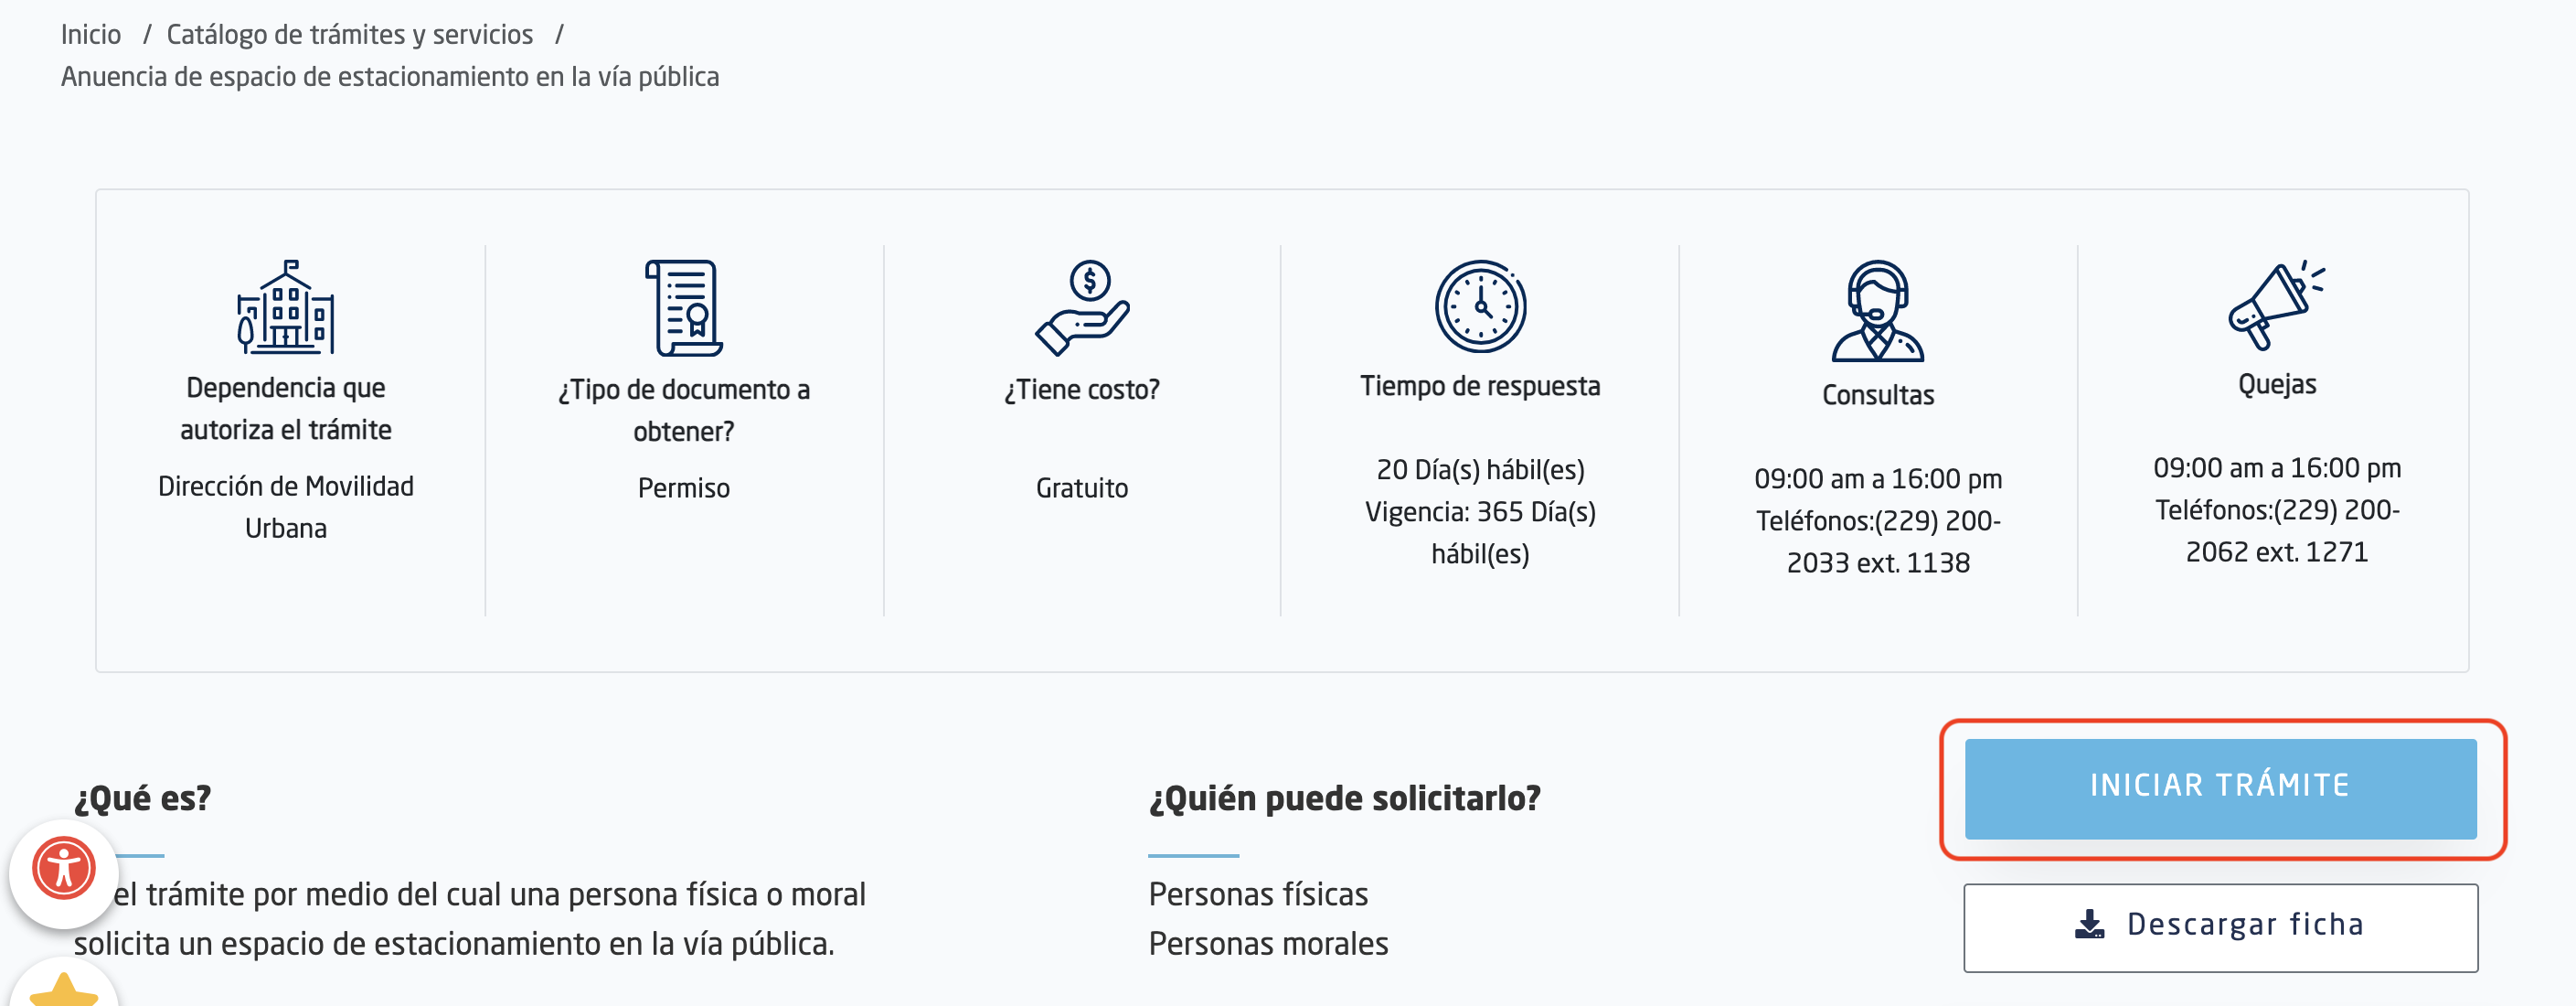 Inicio / Catálogo de trámites y servicios /
Anuencia de espacio de estacionamiento en la vía pública
Dependencia que
autoriza el trámite
Dirección de Movilidad
Urbana
¿Tipo de documento a
obtener?
Permiso
$
¿Tiene costo?
Gratuito
Tiempo de respuesta
20 Día(s) hábil(es)
Vigencia: 365 Día(s)
hábil(es)
Consultas
09:00 am a 16:00 pm
Teléfonos:(229) 200-
2033 ext. 1138
Quejas
09:00 am a 16:00 pm
Teléfonos:(229) 200-
2062 ext. 1271
¿Qué es?
el trámite por medio del cual una persona física o moral
solicita un espacio de estacionamiento en la vía pública.
¿Quién puede solicitarlo?
Personas físicas
Personas morales
INICIAR TRÁMITE
Descargar ficha